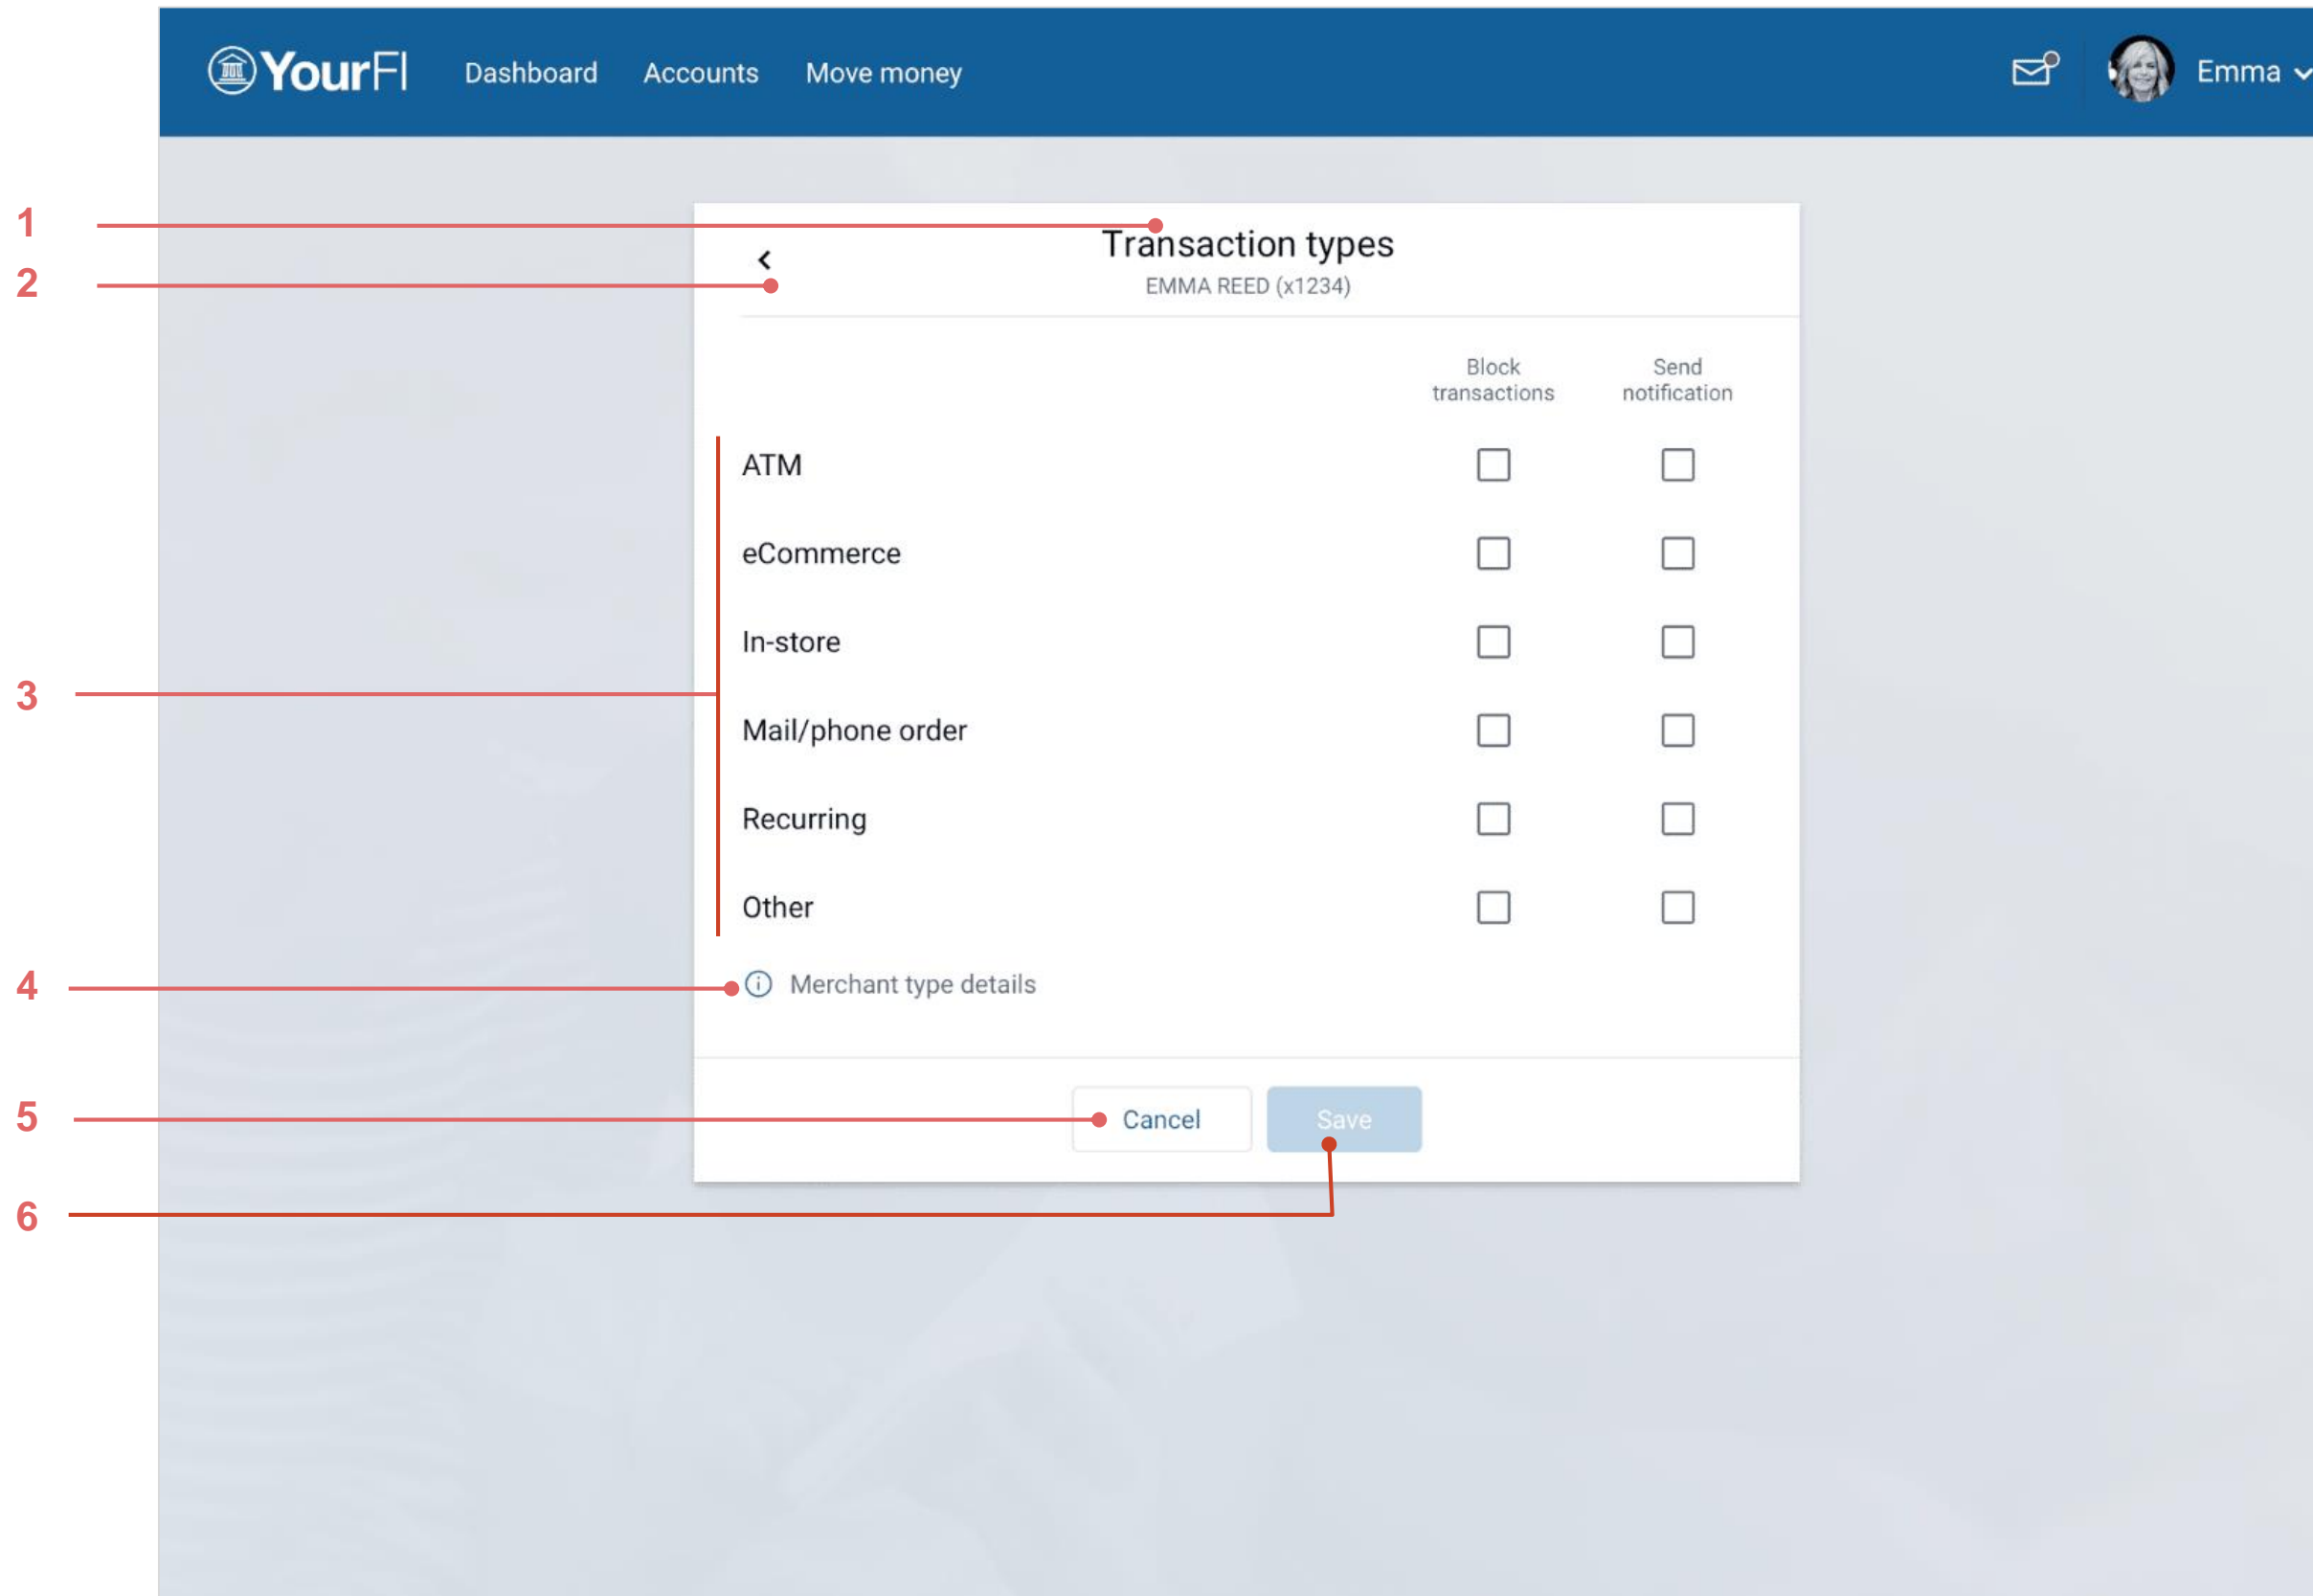 YourFI Dashboard Accounts Move money Emma
1
Transaction types
2
EMMA REED (x1234)
Block transactions
Send notification
ATM
eCommerce
In-store
3
Mail/phone order
Recurring
Other
4
Merchant type details
5
Cancel
Save
6